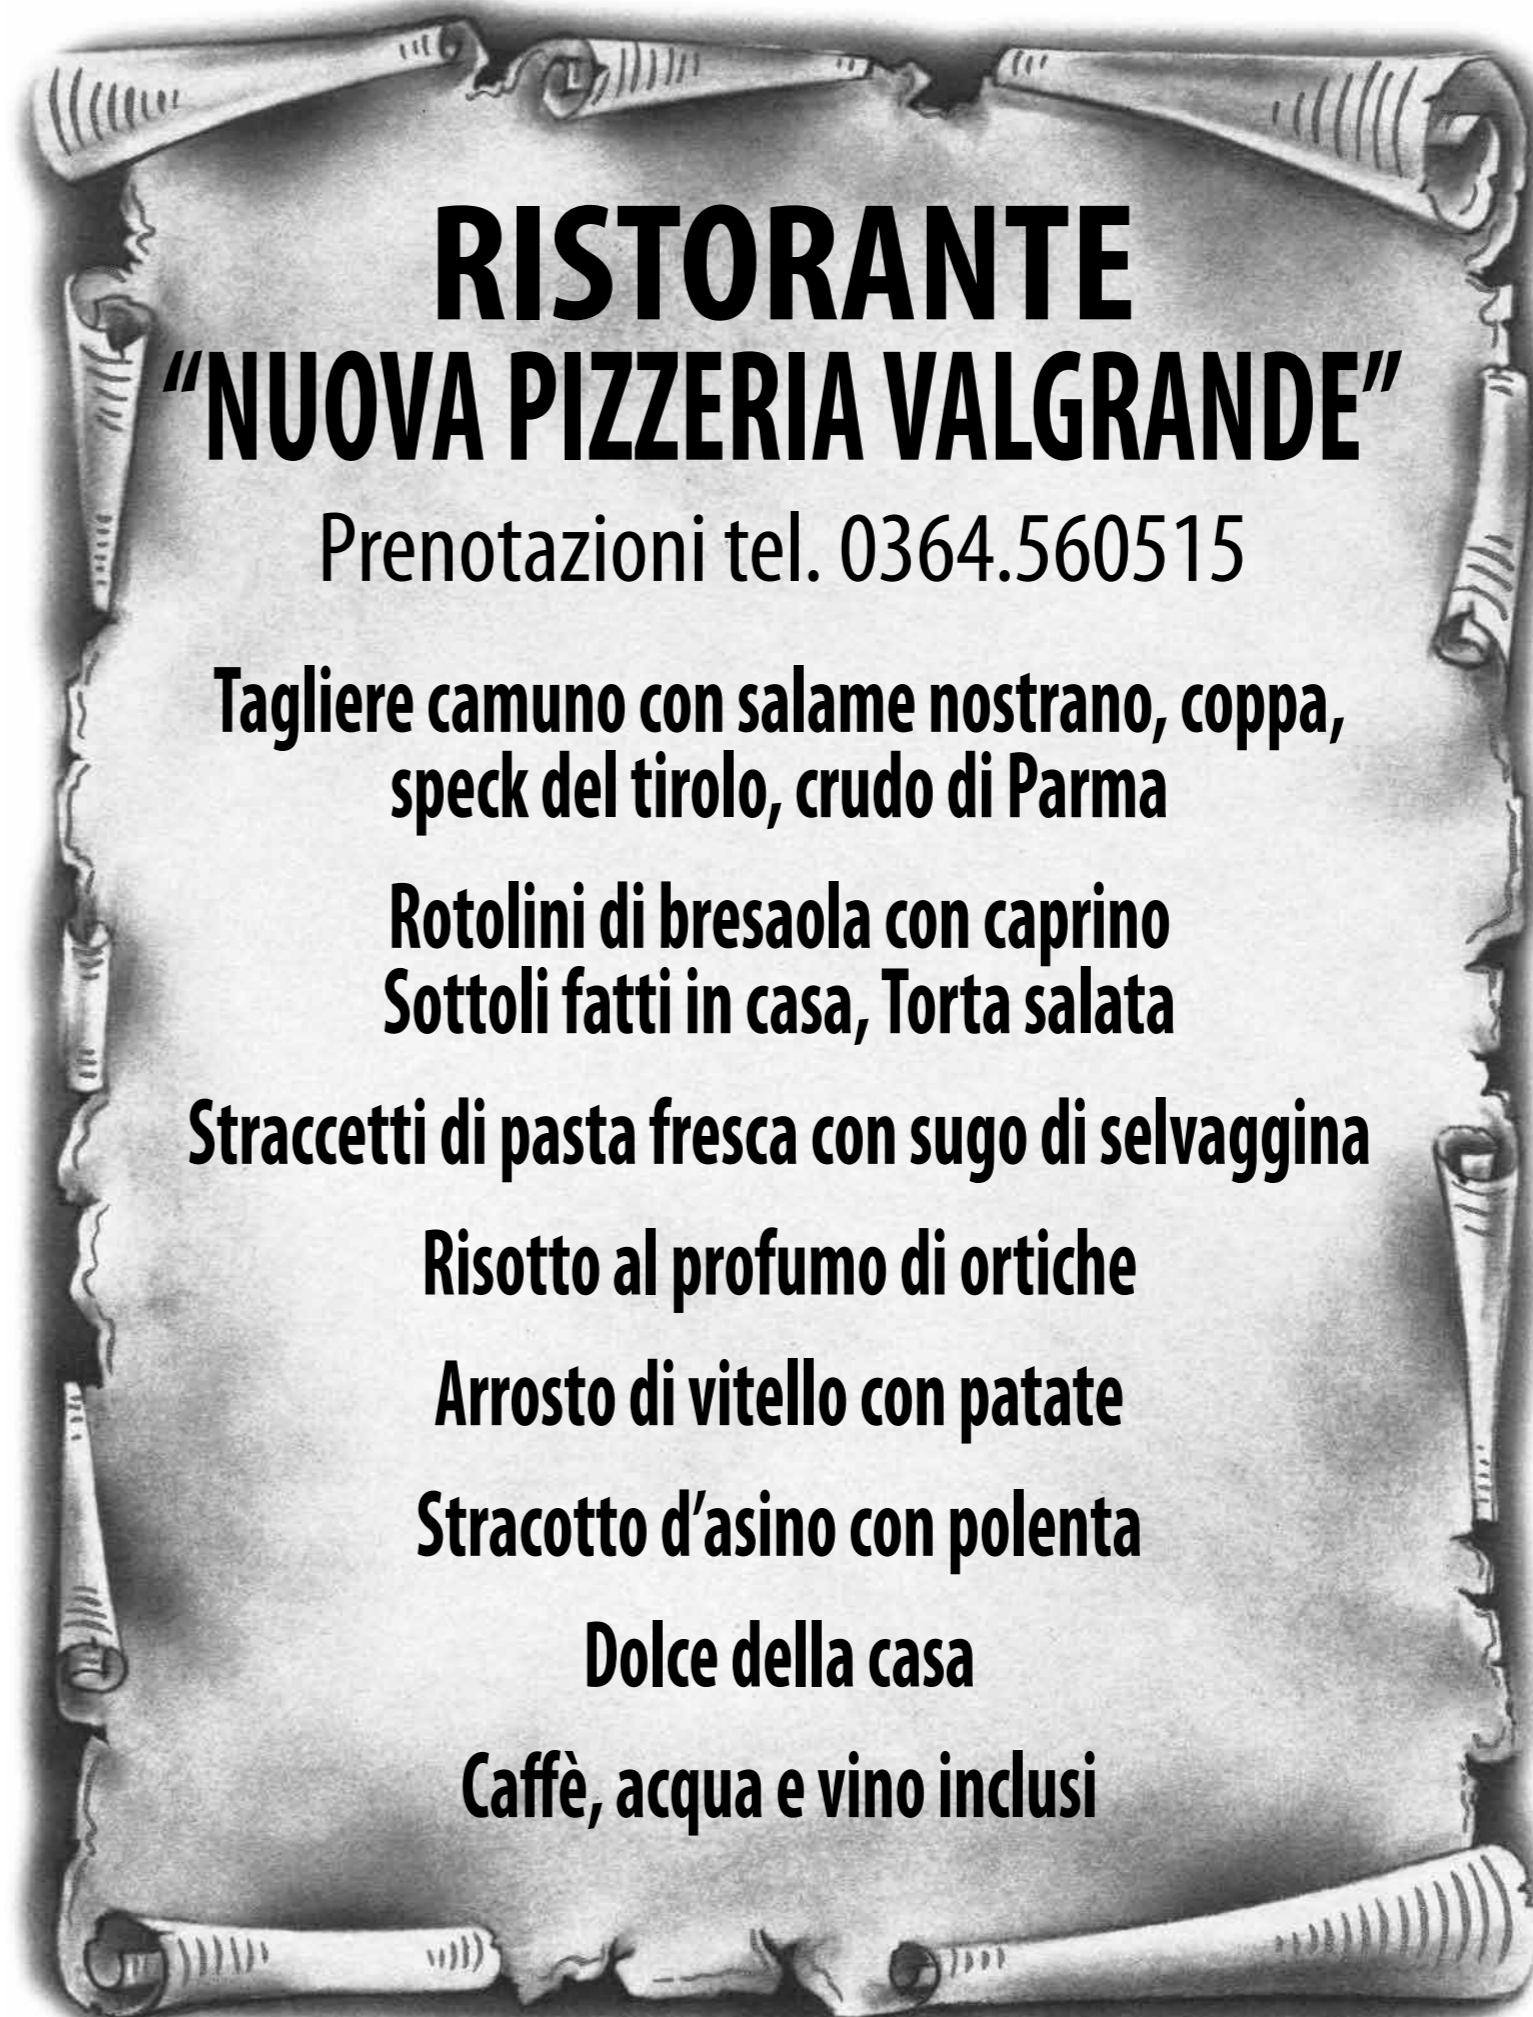 RISTORANTE
“NUOVA PIZZERIA VALGRANDE”
Prenotazioni tel. 0364.560515
Tagliere camuno con salame nostrano, coppa,
speck del tirolo, crudo di Parma
Rotolini di bresaola con caprino
Sottoli fatti in casa, Torta salata
Straccetti di pasta fresca con sugo di selvaggina
Risotto al profumo di ortiche
Arrosto di vitello con patate
Stracotto d’asino con polenta
Dolce della casa
Caffè, acqua e vino inclusi